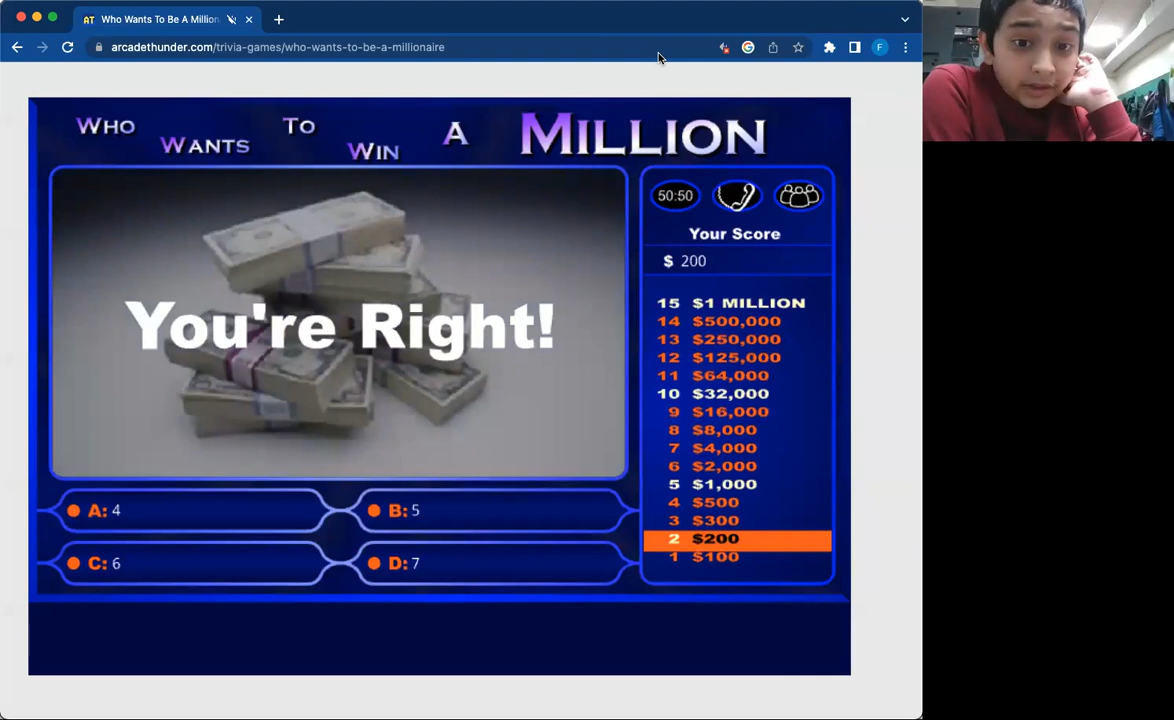 Who Wants To Be A Million
arcadethunder.com/trivia-games/who-wants-to-be-a-millionaire
F
WHO WANTS TO WIN A MILLION
You're Right!
50:50
Your Score
$ 200
15 $1 MILLION
14 $500,000
13 $250,000
12 $125,000
11 $64,000
10 $32,000
9 $16,000
8 $8,000
7 $4,000
6 $2,000
5 $1,000
4 $500
3 $300
2 $200
1 $100
A: 4
B: 5
C: 6
D: 7